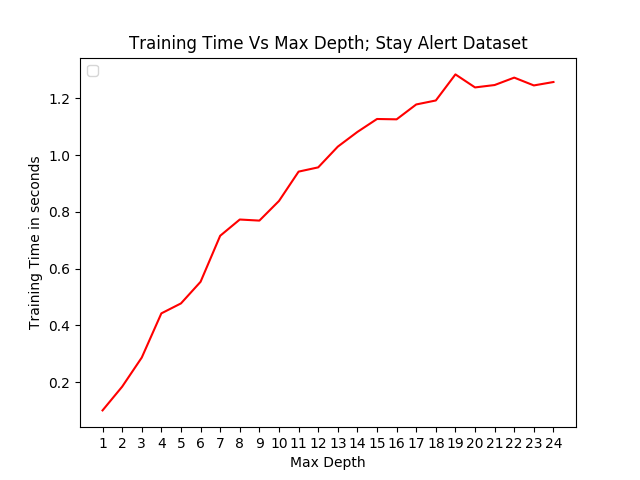 Training Time Vs Max Depth; Stay Alert Dataset
1.2
1.0
0.8
0.6
0.4
0.2
Training Time in seconds
1 2 3 4 5 6 7 8 9 10 11 12 13 14 15 16 17 18 19 20 21 22 23 24
Max Depth